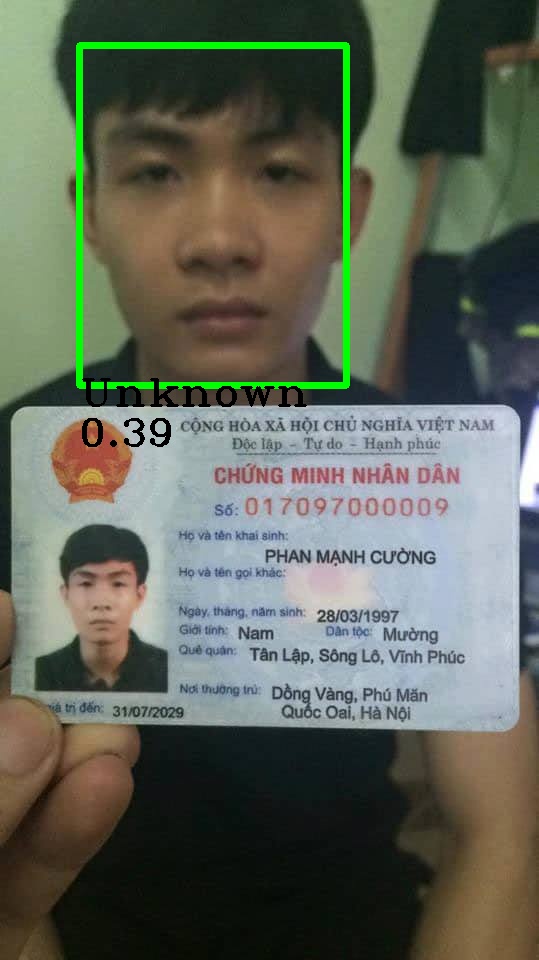 Unknown
0.39
CỘNG HÒA XÃ HỘI CHỦ NGHĨA VIỆT NAM
Độc lập - Tự do - Hạnh phúc
CHỨNG MINH NHÂN DÂN
Số: 017097000009
Họ và tên khai sinh:
PHAN MẠNH CƯỜNG
Họ và tên gọi khác:
Ngày, tháng, năm sinh: 28/03/1997
Giới tính: Nam Dân tộc: Mường
Quê quán: Tân Lập, Sông Lô, Vĩnh Phúc
Nơi thường trú: Dồng Vàng, Phú Mãn
Quốc Oai, Hà Nội
giá trị đến: 31/07/2029